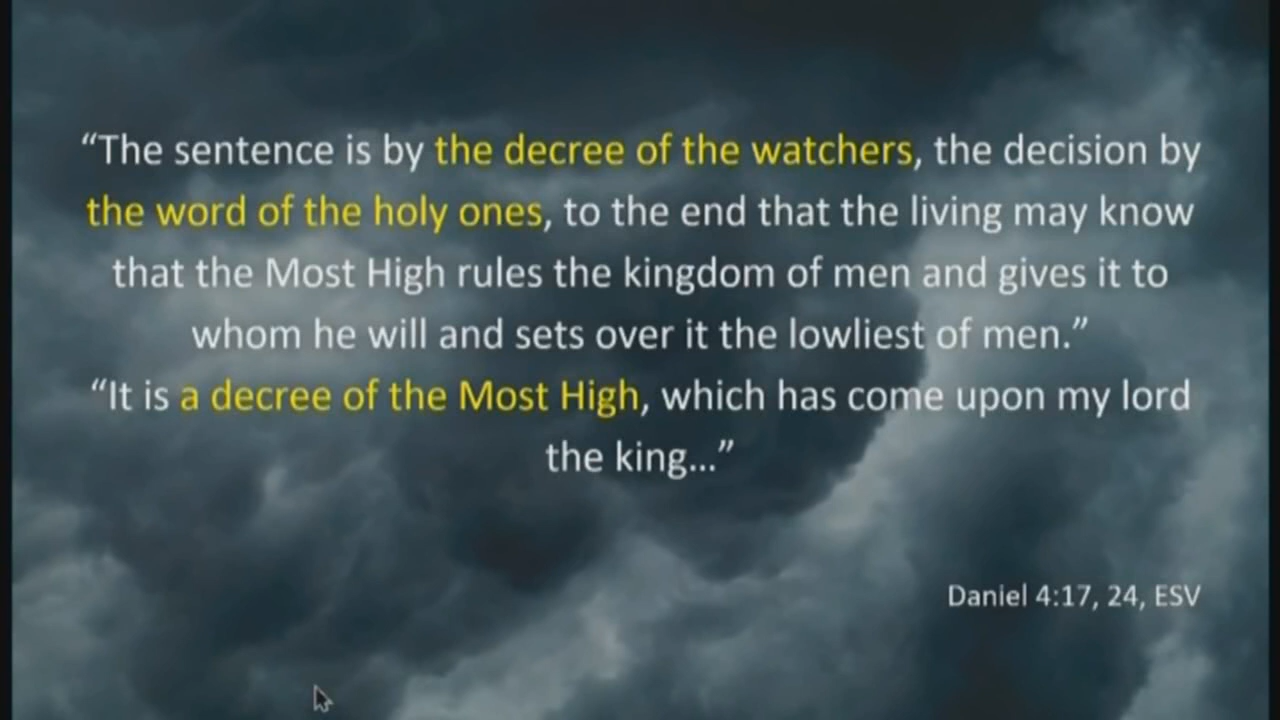 “The sentence is by the decree of the watchers, the decision by
the word of the holy ones, to the end that the living may know
that the Most High rules the kingdom of men and gives it to
whom he will and sets over it the lowliest of men.”
“It is a decree of the Most High, which has come upon my lord
the king...”
Daniel 4:17, 24, ESV